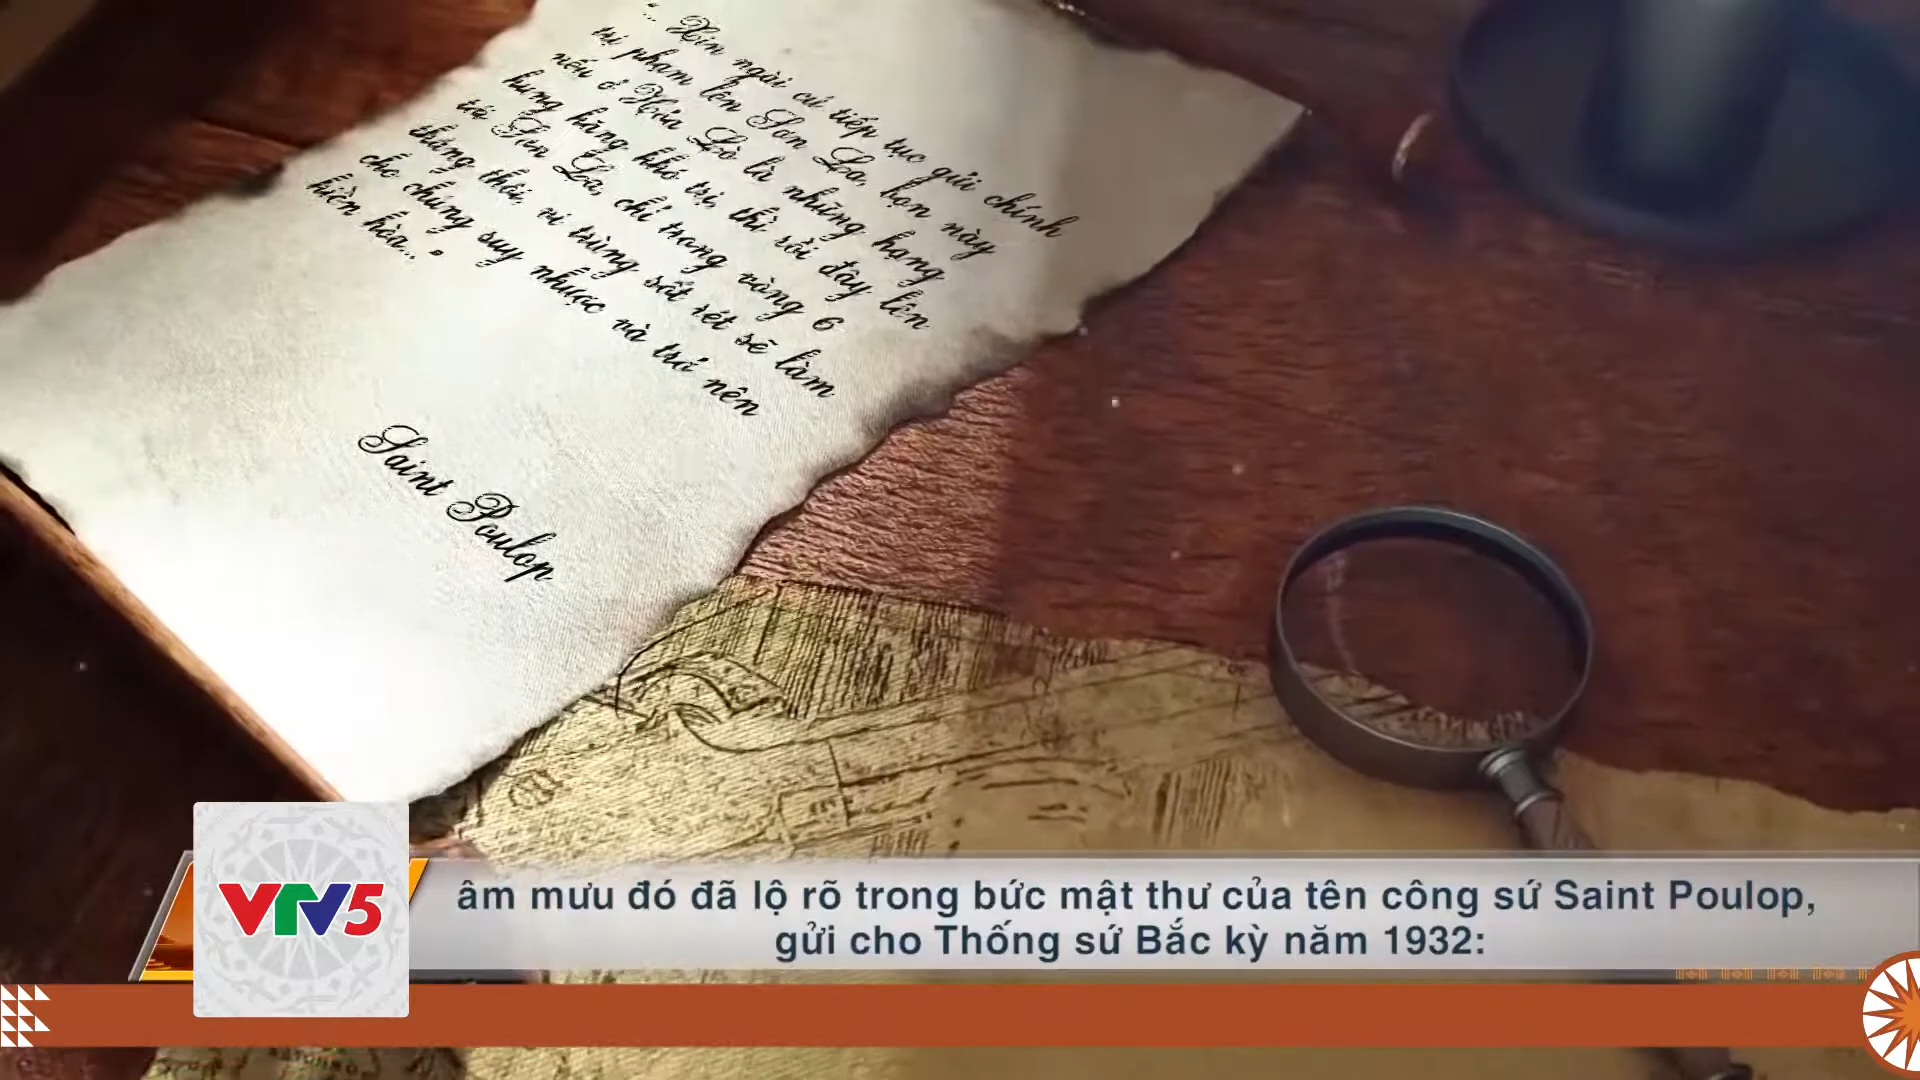 “... Xin ngài cứ tiếp tục gửi chính
trị phạm lên Sơn La, bọn này
nếu ở Hỏa Lò là những hạng
hung hăng khó trị, thì rồi đây lên
tại Sơn La, chỉ trong vòng 6
tháng thôi, vi trùng sốt rét sẽ làm
cho chúng suy nhược và trở nên
hiền hòa... ”
Saint Poulop
VTV5
âm mưu đó đã lộ rõ trong bức mật thư của tên công sứ Saint Poulop,
gửi cho Thống sứ Bắc kỳ năm 1932: